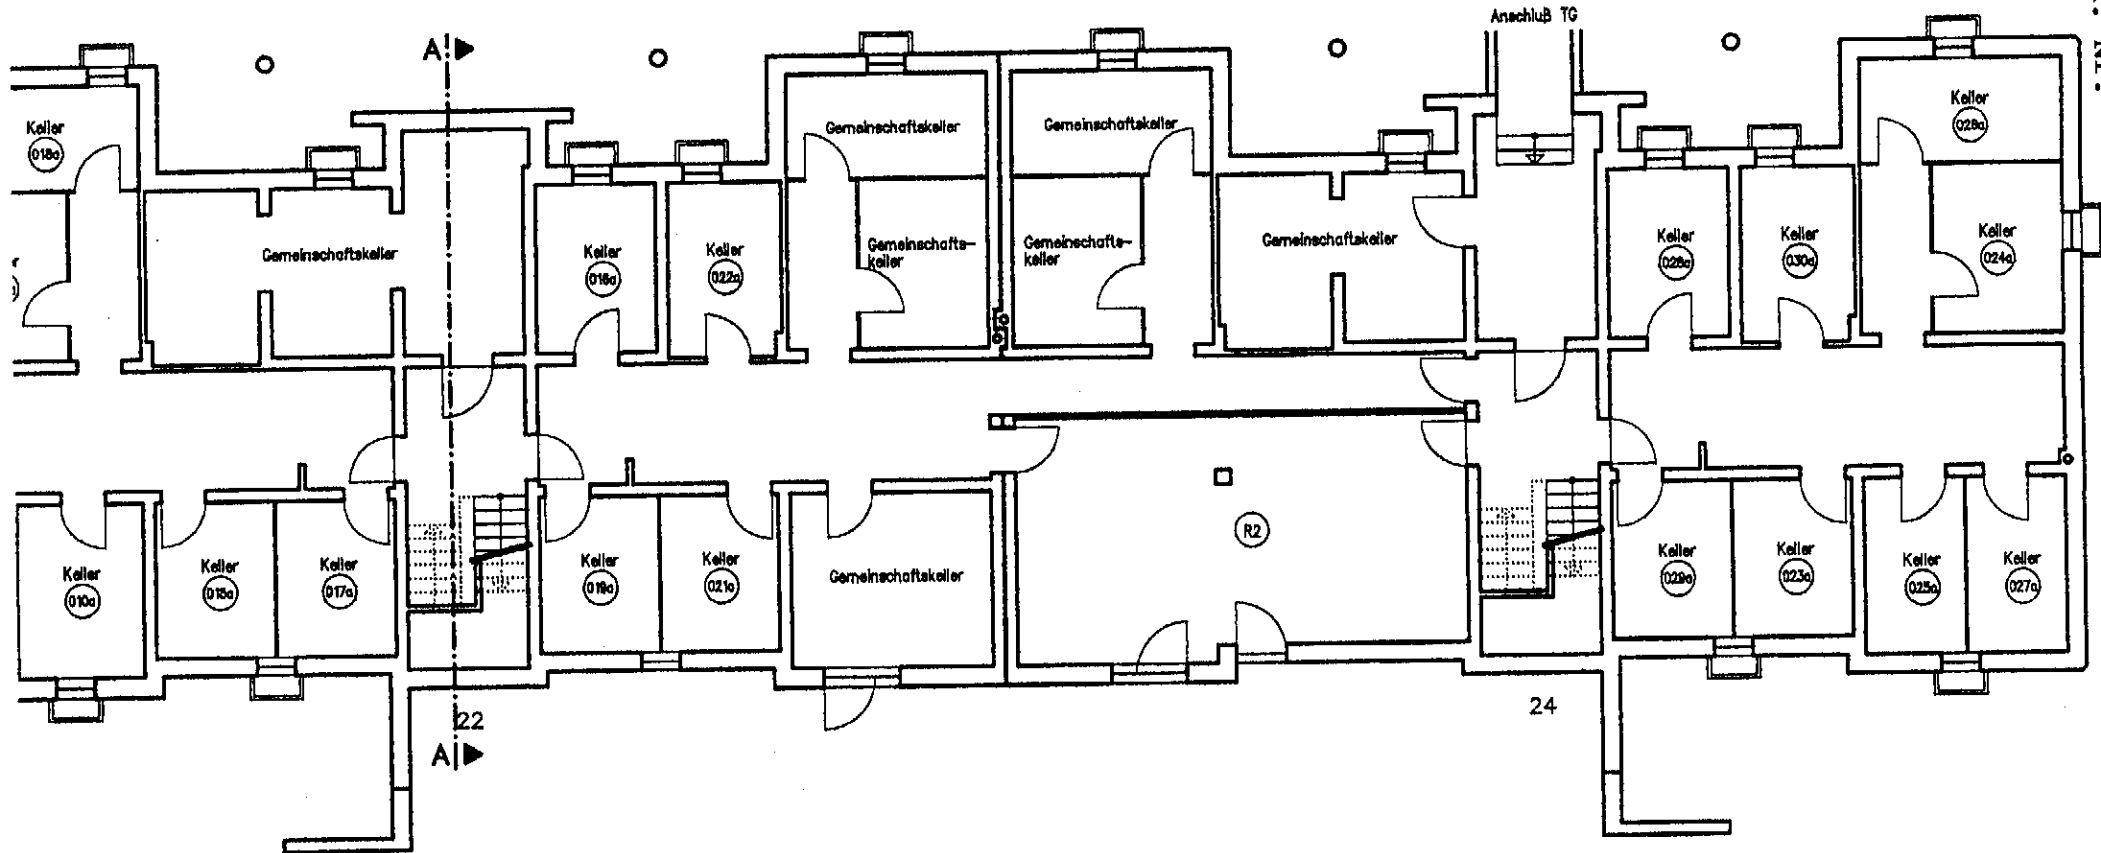 Anschluß TG
A
Keller
018a
Gemeinschaftskeller
Gemeinschaftskeller
Keller
028a
Gemeinschaftskeller
Keller
016a
Keller
022a
Gemeinschafts-
keller
Gemeinschafts-
keller
Gemeinschaftskeller
Keller
028a
Keller
030a
Keller
024a
Keller
010a
Keller
018a
Keller
017a
Keller
019a
Keller
021a
Gemeinschaftskeller
R2
Keller
029a
Keller
023a
Keller
025a
Keller
027a
22
24
A